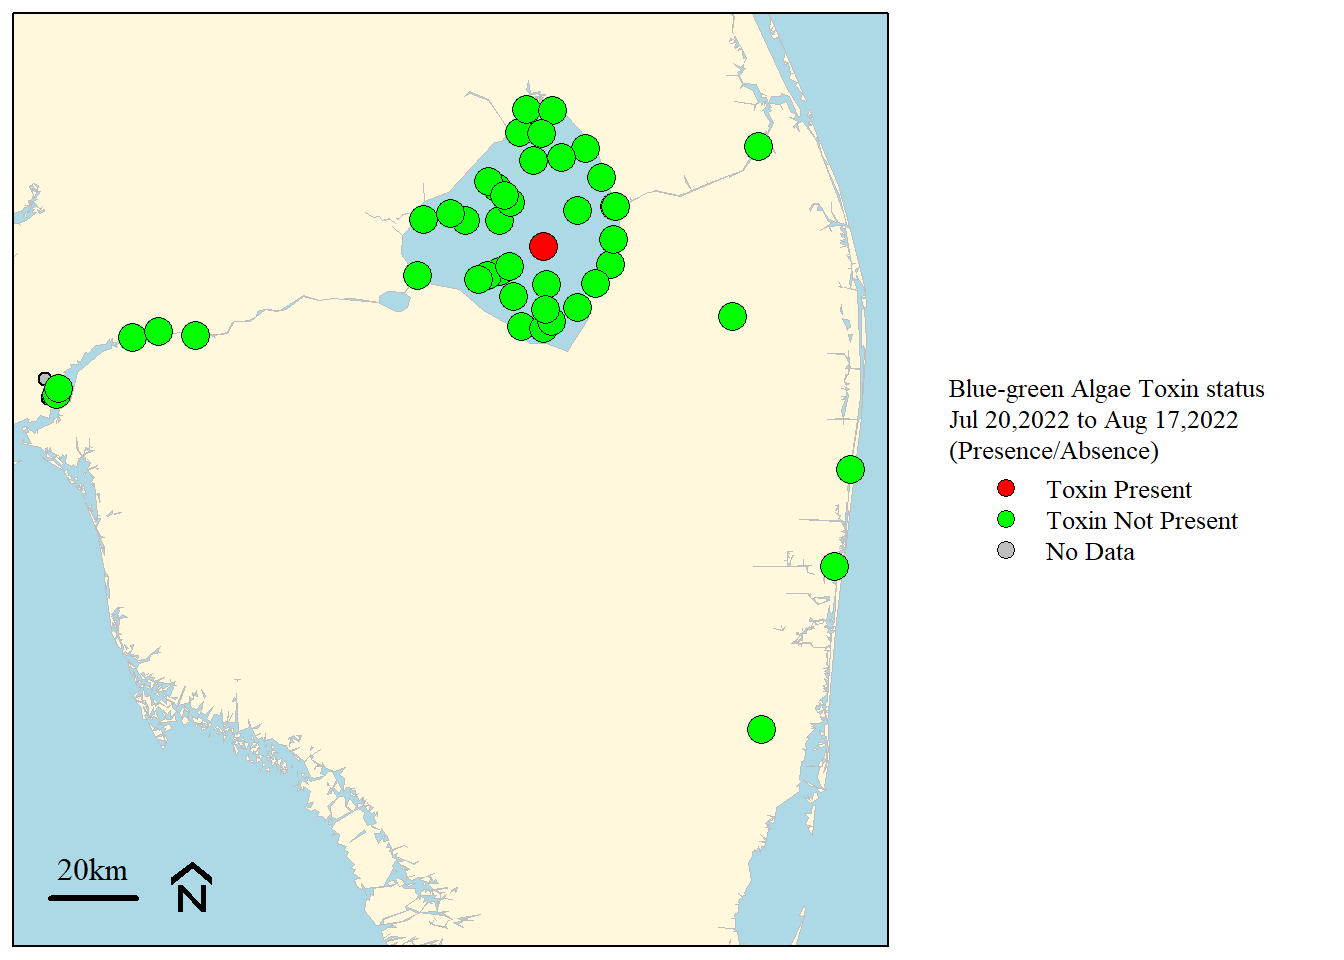 Blue-green Algae Toxin status
Jul 20,2022 to Aug 17,2022
(Presence/Absence)
Toxin Present
Toxin Not Present
No Data
20km
N